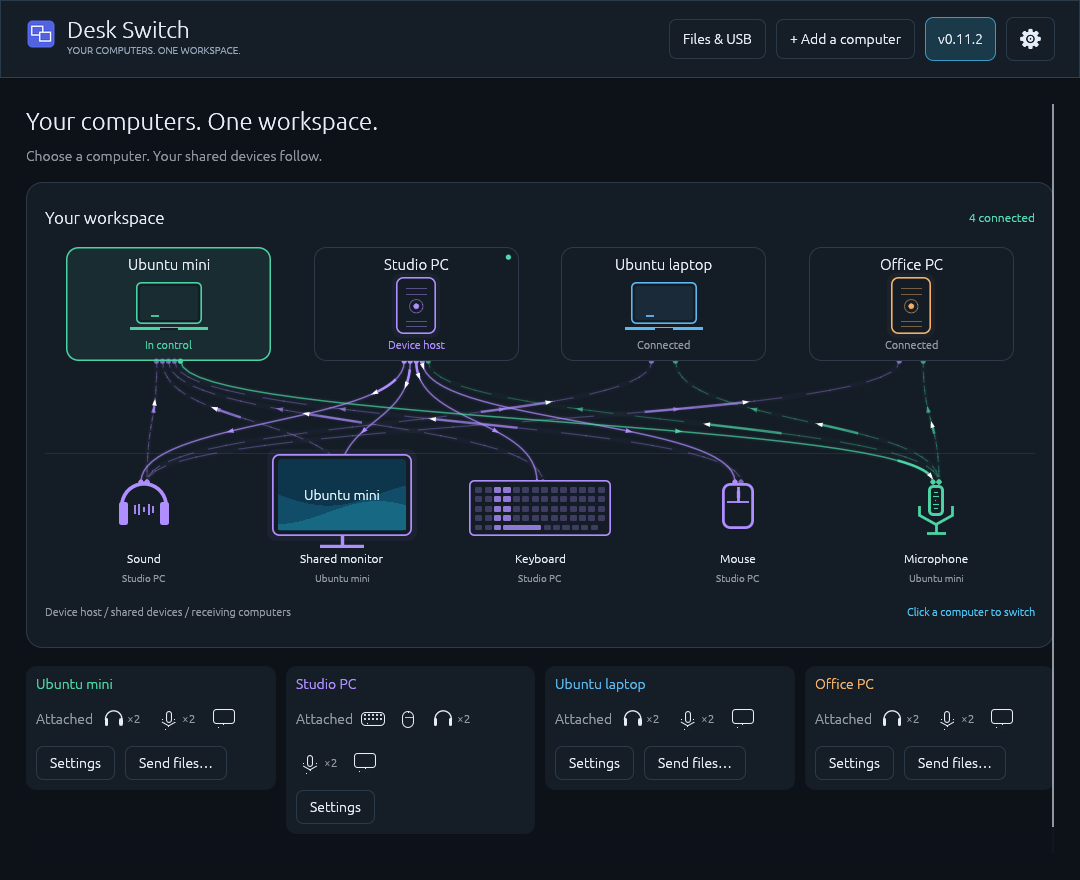 Desk Switch
YOUR COMPUTERS. ONE WORKSPACE.
Files & USB
+ Add a computer
v0.11.2
Your computers. One workspace.
Choose a computer. Your shared devices follow.
Your workspace
4 connected
Ubuntu mini
Studio PC
Ubuntu laptop
Office PC
In control
Device host
Connected
Connected
Ubuntu mini
Sound
Shared monitor
Keyboard
Mouse
Microphone
Studio PC
Ubuntu mini
Studio PC
Studio PC
Ubuntu mini
Device host / shared devices / receiving computers
Click a computer to switch
Ubuntu mini
Attached ×2 ×2
Settings
Send files...
Studio PC
Attached ×2
×2
Settings
Ubuntu laptop
Attached ×2 ×2
Settings
Send files...
Office PC
Attached ×2 ×2
Settings
Send files...